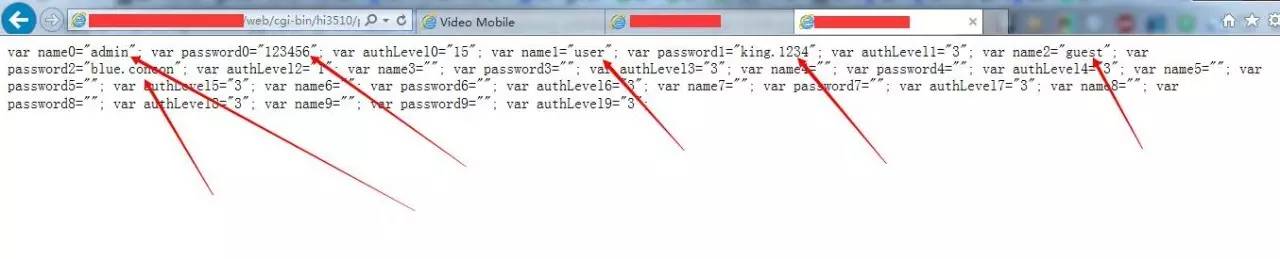 /web/cgi-bin/hi3510/
Video Mobile
var name0="admin"; var password0="123456"; var authLevel0="15"; var name1="user"; var password1="king.1234"; var authLevel1="3"; var name2="guest"; var
var authLevel2="1"; var name3=""; var password3=""; var authLevel3="3"; var name4=""; var password4=""; var authLevel4="3"; var name5=""; var
password5=""; var authLevel5="3"; var name6=""; var password6=""; var authLevel6="3"; var name7=""; var password7=""; var authLevel7="3"; var name8=""; var
password8=""; var authLevel8="3"; var name9=""; var password9=""; var authLevel9="3";